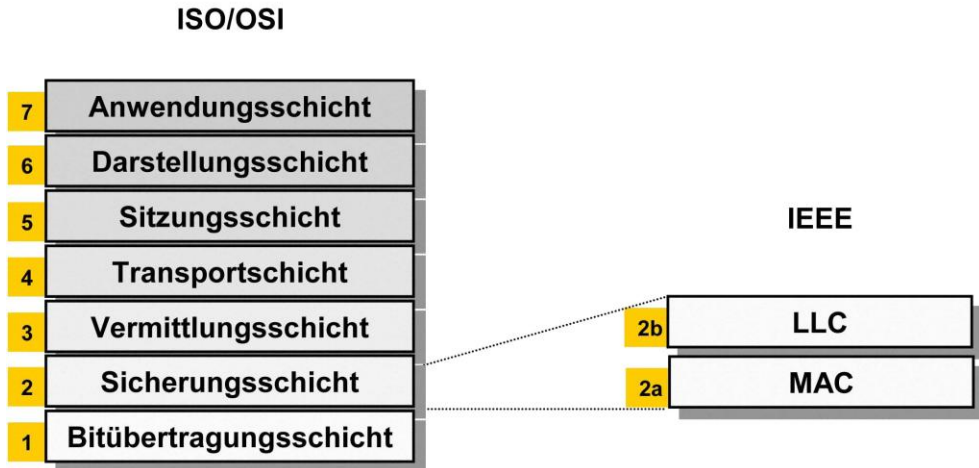 ISO/OSI
7 Anwendungsschicht
6 Darstellungsschicht
5 Sitzungsschicht
4 Transportschicht
3 Vermittlungsschicht
2 Sicherungsschicht
1 Bitübertragungsschicht
IEEE
2b LLC
2a MAC